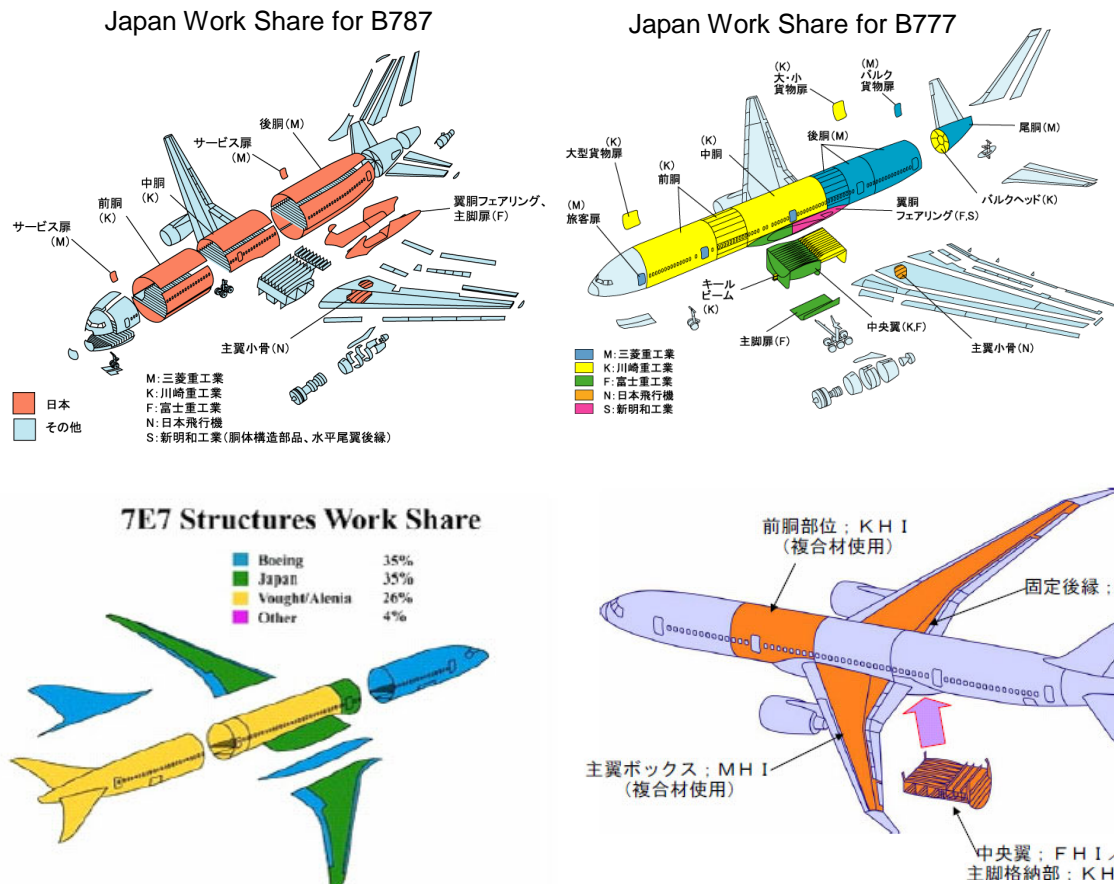 Japan Work Share for B787
後胴(M)
サービス扉
(M)
中胴
(K)
前胴
(K)
サービス扉
(M)
翼胴フェアリング、
主脚扉(F)
主翼小骨(N)
日本
その他
M:三菱重工業
K:川崎重工業
F:富士重工業
N:日本飛行機
S:新明和工業(胴体構造部品、水平尾翼後縁)
Japan Work Share for B777
(K)
大・小
貨物扉
(M)
バルク
貨物扉
(K)
大型貨物扉
(K)
前胴
(K)
中胴
後胴(M)
尾胴(M)
(M)
旅客扉
翼胴
フェアリング(F,S)
バルクヘッド(K)
キール
ビーム
(K)
主脚扉(F)
中央翼(K,F)
主翼小骨(N)
M:三菱重工業
K:川崎重工業
F:富士重工業
N:日本飛行機
S:新明和工業
7E7 Structures Work Share
Boeing 35%
Japan 35%
Vought/Alenia 26%
Other 4%
前胴部位;KHI
(複合材使用)
固定後縁;
主翼ボックス;MHI
(複合材使用)
中央翼;FHI/
主脚格納部:KH